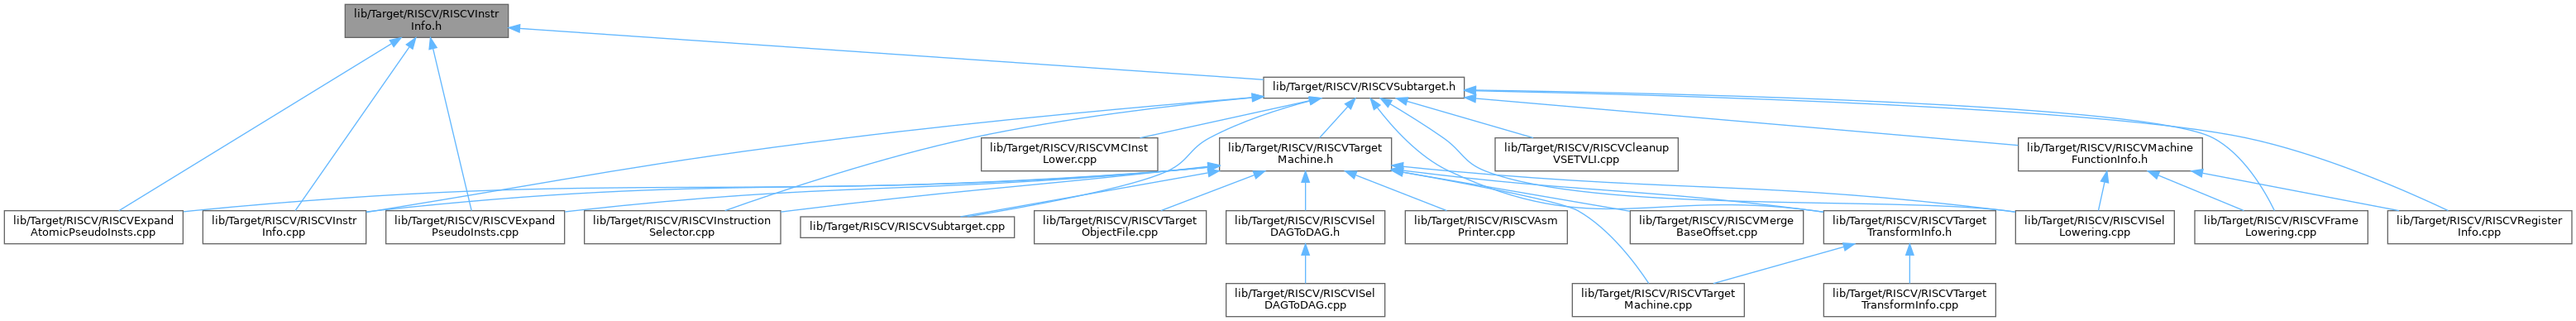 lib/Target/RISCV/RISCVInstr
Info.h
lib/Target/RISCV/RISCVSubtarget.h
lib/Target/RISCV/RISCVMCInst
Lower.cpp
lib/Target/RISCV/RISCVTarget
Machine.h
lib/Target/RISCV/RISCVCleanup
VSETVLI.cpp
lib/Target/RISCV/RISCVMachine
FunctionInfo.h
lib/Target/RISCV/RISCVExpand
AtomicPseudoInsts.cpp
lib/Target/RISCV/RISCVInstr
Info.cpp
lib/Target/RISCV/RISCVExpand
PseudoInsts.cpp
lib/Target/RISCV/RISCVInstruction
Selector.cpp
lib/Target/RISCV/RISCVSubtarget.cpp
lib/Target/RISCV/RISCVTarget
ObjectFile.cpp
lib/Target/RISCV/RISCVISel
DAGToDAG.h
lib/Target/RISCV/RISCVAsm
Printer.cpp
lib/Target/RISCV/RISCVMerge
BaseOffset.cpp
lib/Target/RISCV/RISCVTarget
TransformInfo.h
lib/Target/RISCV/RISCVISel
Lowering.cpp
lib/Target/RISCV/RISCVFrame
Lowering.cpp
lib/Target/RISCV/RISCVRegister
Info.cpp
lib/Target/RISCV/RISCVISel
DAGToDAG.cpp
lib/Target/RISCV/RISCVTarget
Machine.cpp
lib/Target/RISCV/RISCVTarget
TransformInfo.cpp